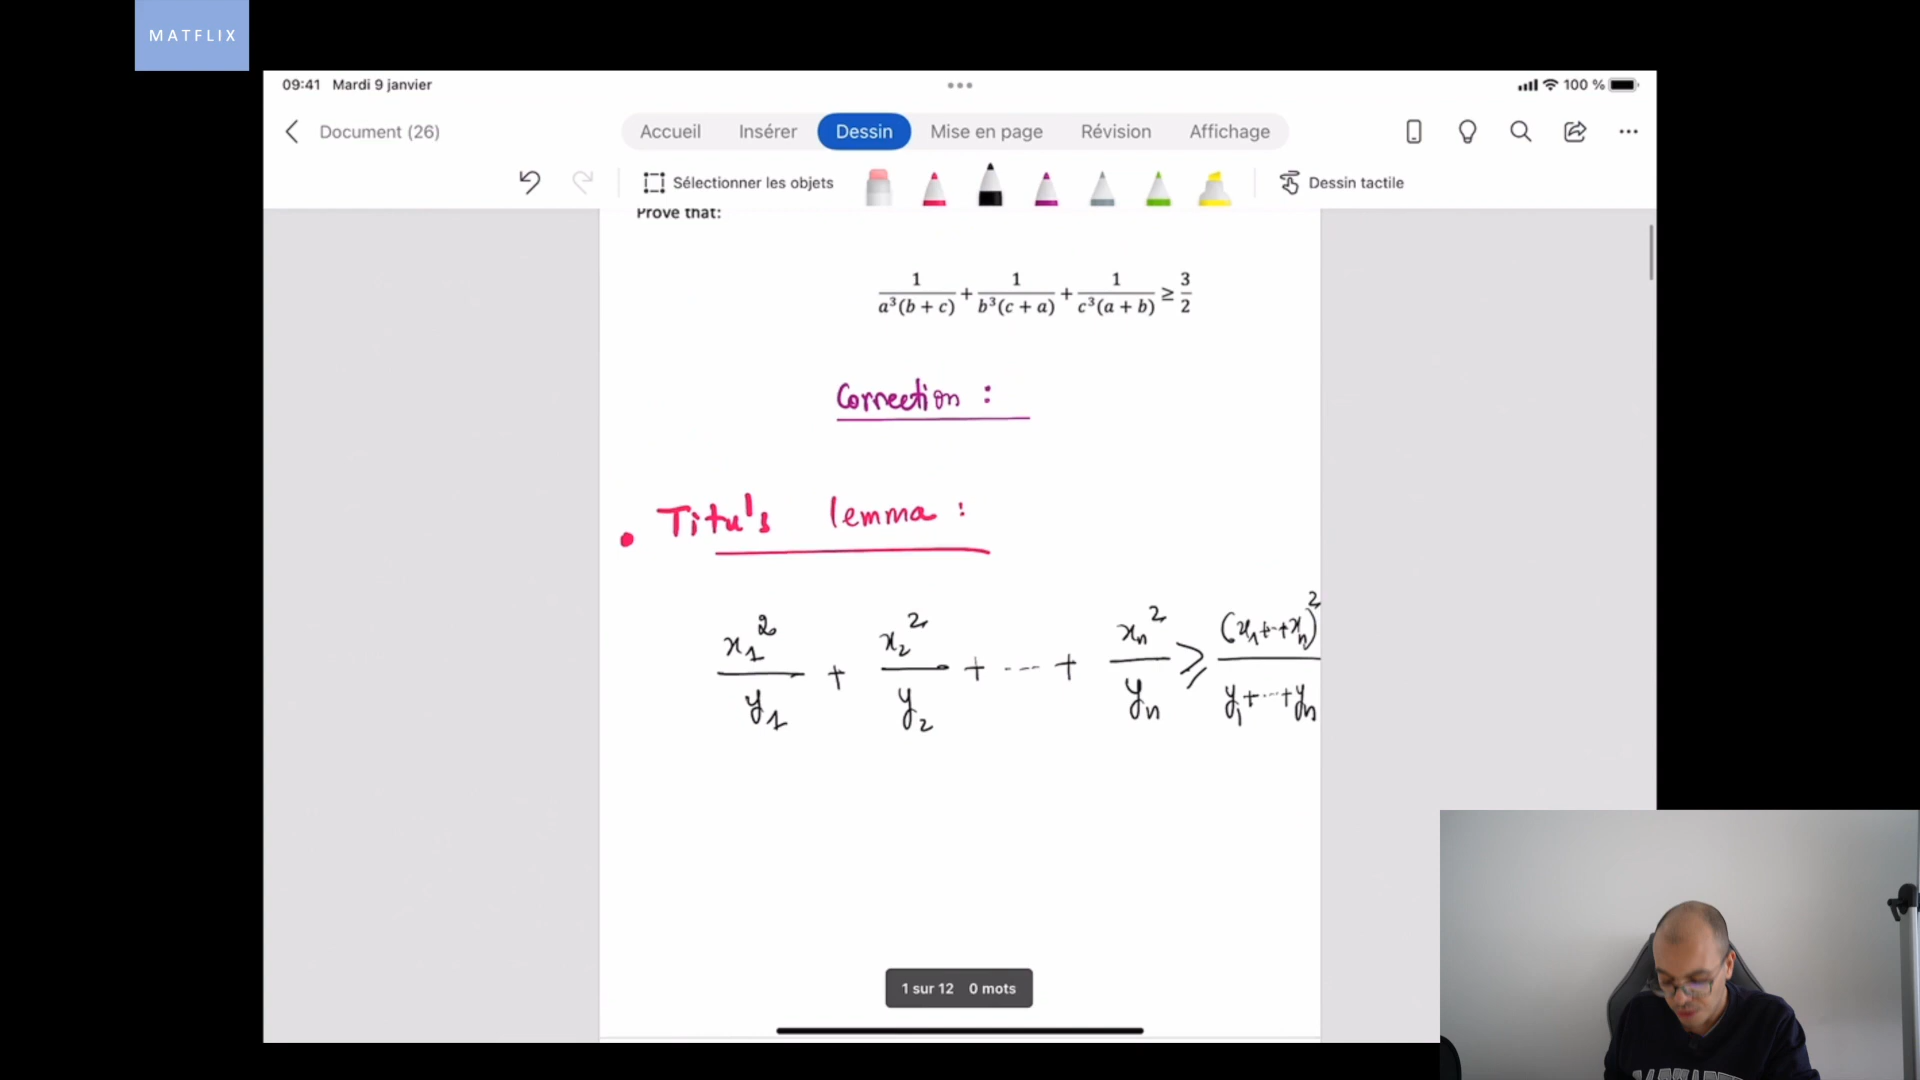 MATFLIX
09:41 Mardi 9 janvier
100 %
Document (26)
Accueil Insérer Dessin Mise en page Révision Affichage
Sélectionner les objets
Dessin tactile
Prove that:
1/(a³(b + c)) + 1/(b³(c + a)) + 1/(c³(a + b)) ≥ 3/2
Correction :
• Titu's lemma :
x₁²/y₁ + x₂²/y₂ + --- + xₙ²/yₙ ⩾ (x₁+··+xₙ)²/(y₁+···+yₙ)
1 sur 12 0 mots